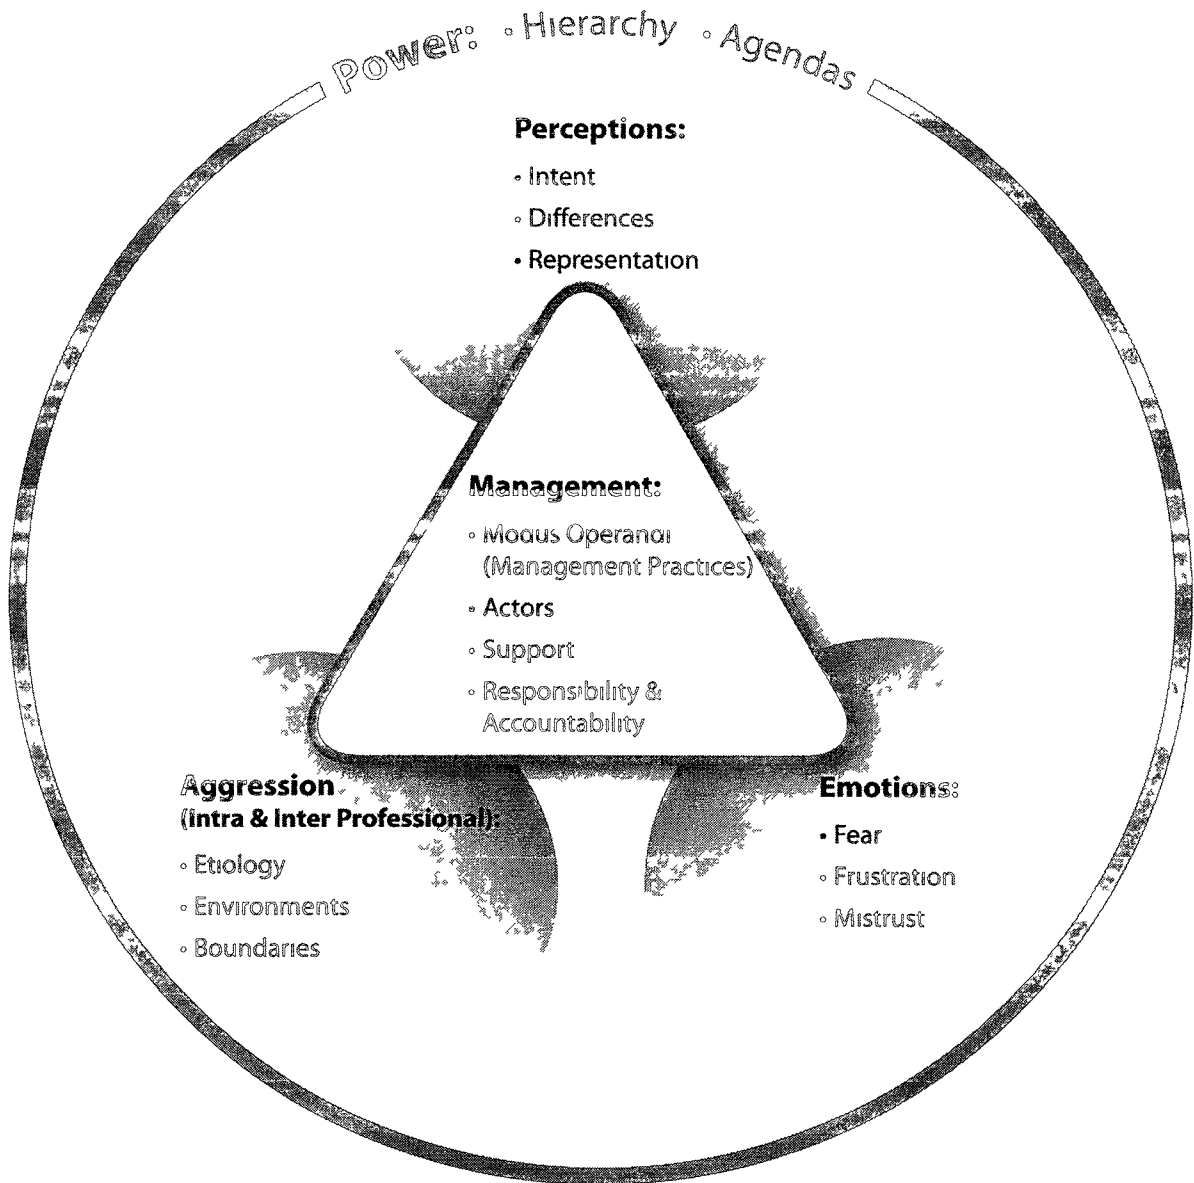 Power: • Hierarchy • Agendas
Perceptions:
• Intent
• Differences
• Representation
Management:
• Modus Operandi
(Management Practices)
• Actors
• Support
• Responsibility &
Accountability
Aggression
(Intra & Inter Professional):
• Etiology
• Environments
• Boundaries
Emotions:
• Fear
• Frustration
• Mistrust